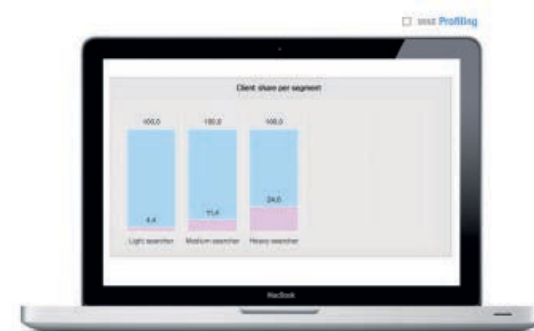 Profiling
Client share per segment
100,0 100,0 100,0
4,4 11,4 24,0
Light searcher Medium searcher Heavy searcher
MacBook